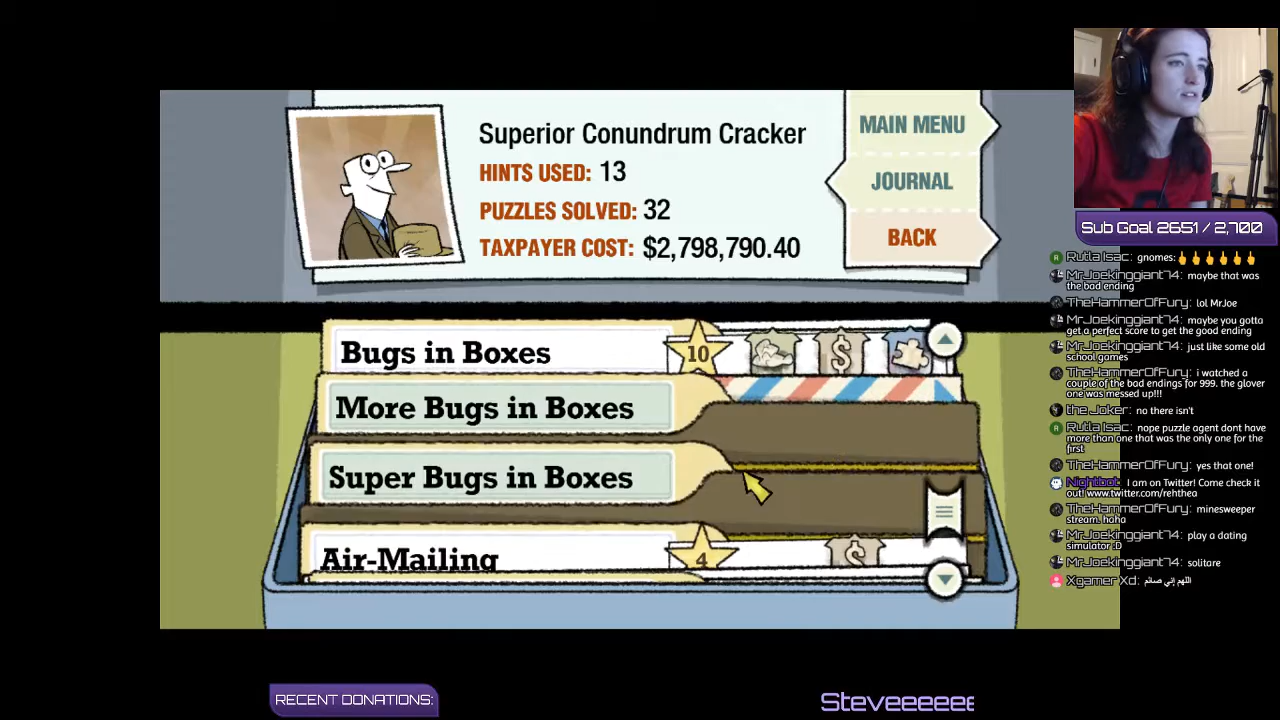 Superior Conundrum Cracker
HINTS USED: 13
PUZZLES SOLVED: 32
TAXPAYER COST: $2,798,790.40
MAIN MENU
JOURNAL
BACK
Bugs in Boxes
10
More Bugs in Boxes
Super Bugs in Boxes
Air-Mailing
4
Sub Goal 2651 / 2,700
Rutla Isac: gnomes:
MrJoekinggiant74: maybe that was
the bad ending
TheHammerOfFury: lol MrJoe
MrJoekinggiant74: maybe you gotta
get a perfect score to get the good ending
MrJoekinggiant74: just like some old
school games
TheHammerOfFury: i watched a
couple of the bad endings for 999. the glover
one was messed up!!!
the Joker: no there isn't
Rutla Isac: nope puzzle agent dont have
more than one that was the only one for the
first
TheHammerOfFury: yes that one!
Nightbot: I am on Twitter! Come check it
out! www.twitter.com/rehthea
TheHammerOfFury: minesweeper
stream. haha
MrJoekinggiant74: play a dating
simulator :D
MrJoekinggiant74: solitare
Xgamer Xd: اللهم إني صائم
RECENT DONATIONS:
Steveeeeee